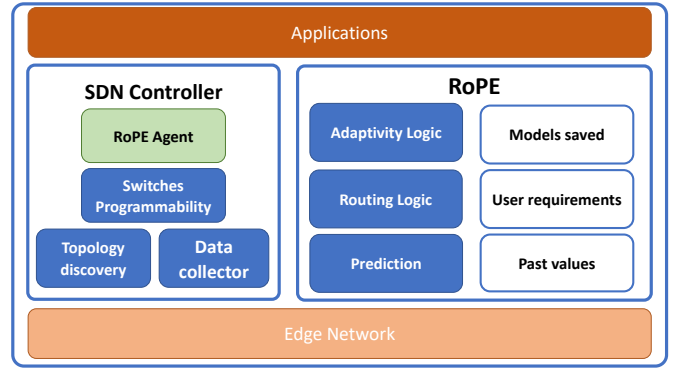 Applications
SDN Controller
RoPE Agent
Switches
Programmability
Topology
discovery
Data
collector
RoPE
Adaptivity Logic
Models saved
Routing Logic
User requirements
Prediction
Past values
Edge Network